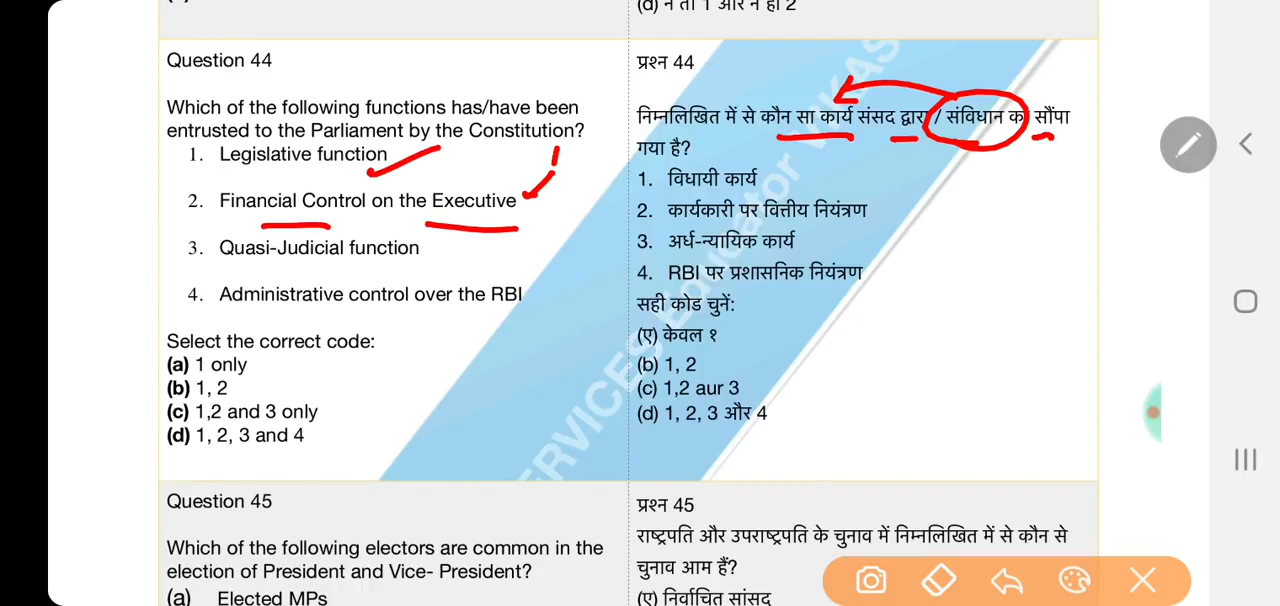 (d) न तो 1 और न ही 2
Question 44
Which of the following functions has/have been
entrusted to the Parliament by the Constitution?
1. Legislative function
2. Financial Control on the Executive
3. Quasi-Judicial function
4. Administrative control over the RBI
Select the correct code:
(a) 1 only
(b) 1, 2
(c) 1,2 and 3 only
(d) 1, 2, 3 and 4
प्रश्न 44
निम्नलिखित में से कौन सा कार्य संसद द्वारा / संविधान क सौंपा
गया है?
1. विधायी कार्य
2. कार्यकारी पर वित्तीय नियंत्रण
3. अर्ध-न्यायिक कार्य
4. RBI पर प्रशासनिक नियंत्रण
सही कोड चुनें:
(ए) केवल १
(b) 1, 2
(c) 1,2 aur 3
(d) 1, 2, 3 और 4
Question 45
Which of the following electors are common in the
election of President and Vice- President?
(a) Elected MPs
प्रश्न 45
राष्ट्रपति और उपराष्ट्रपति के चुनाव में निम्नलिखित में से कौन से
चुनाव आम हैं?
(ए) निर्वाचित सांसद
SERVICES Educator VIKAS